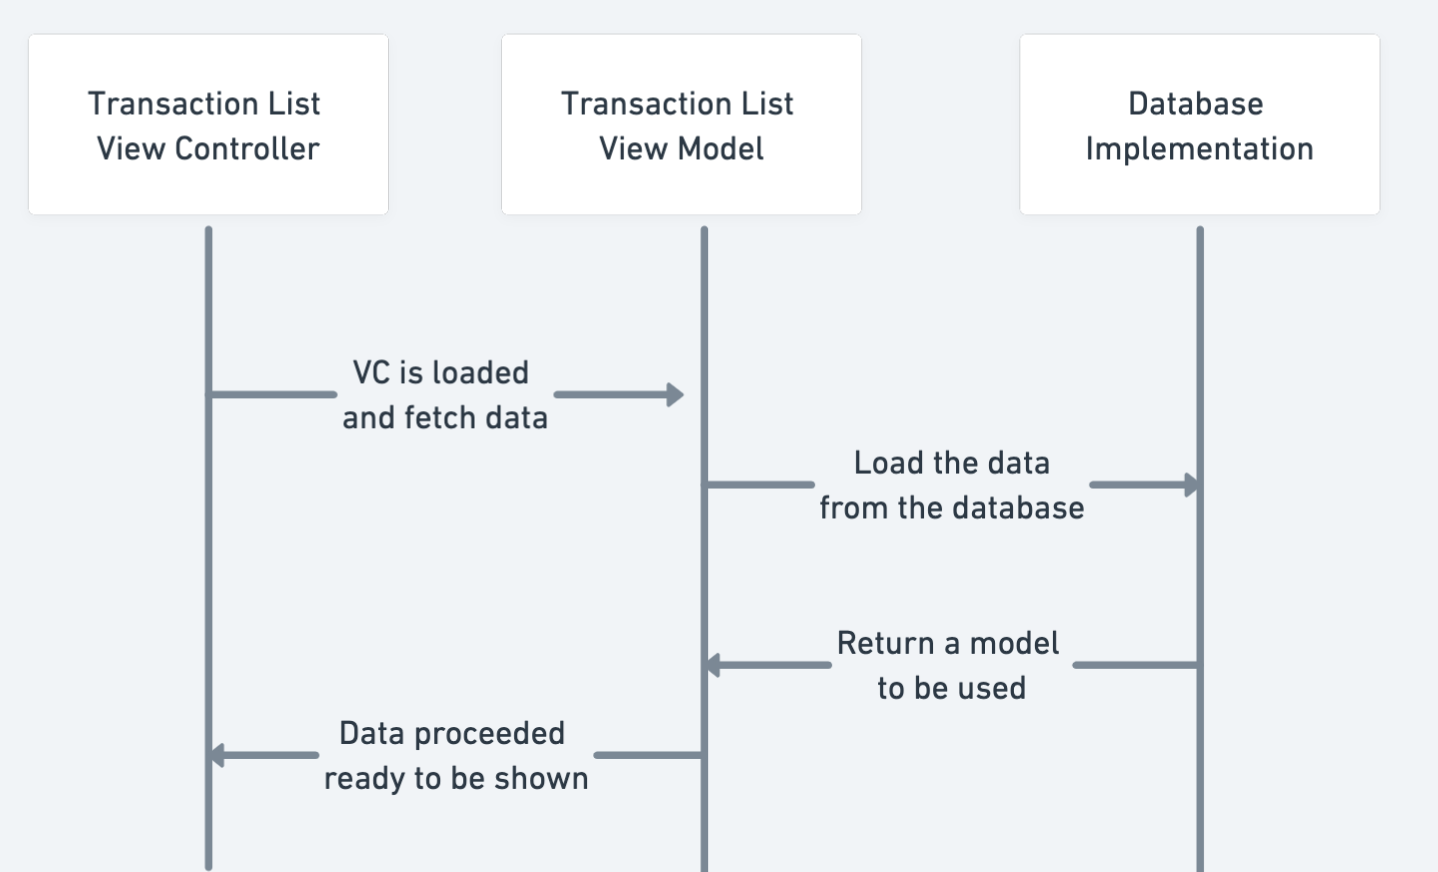 Transaction List
View Controller
Transaction List
View Model
Database
Implementation
VC is loaded
and fetch data
Load the data
from the database
Return a model
to be used
Data proceeded
ready to be shown